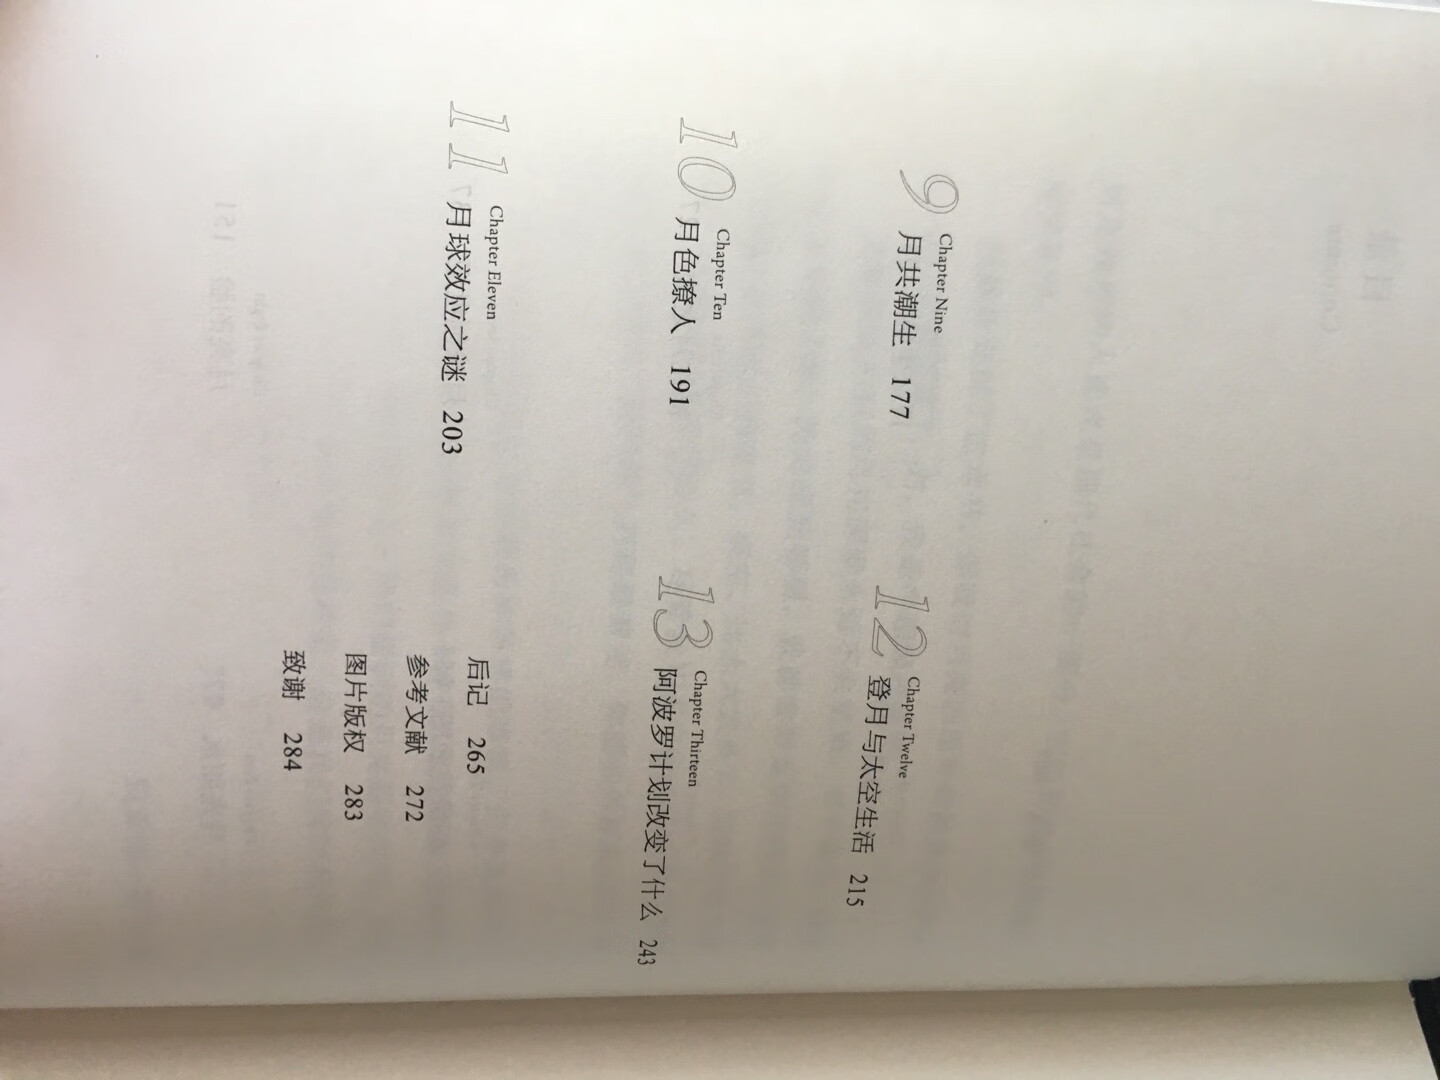 9
Chapter Nine
月共潮生 177
10
Chapter Ten
月色撩人 191
11
Chapter Eleven
月球效应之谜 203
12
Chapter Twelve
登月与太空生活 215
13
Chapter Thirteen
阿波罗计划改变了什么 243
后记 265
参考文献 272
图片版权 283
致谢 284